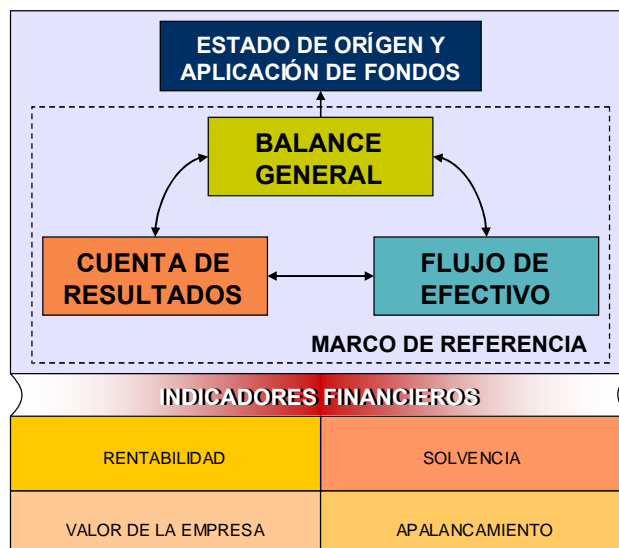 ESTADO DE ORÍGEN Y
APLICACIÓN DE FONDOS
BALANCE
GENERAL
CUENTA DE
RESULTADOS
FLUJO DE
EFECTIVO
MARCO DE REFERENCIA
INDICADORES FINANCIEROS
RENTABILIDAD
SOLVENCIA
VALOR DE LA EMPRESA
APALANCAMIENTO